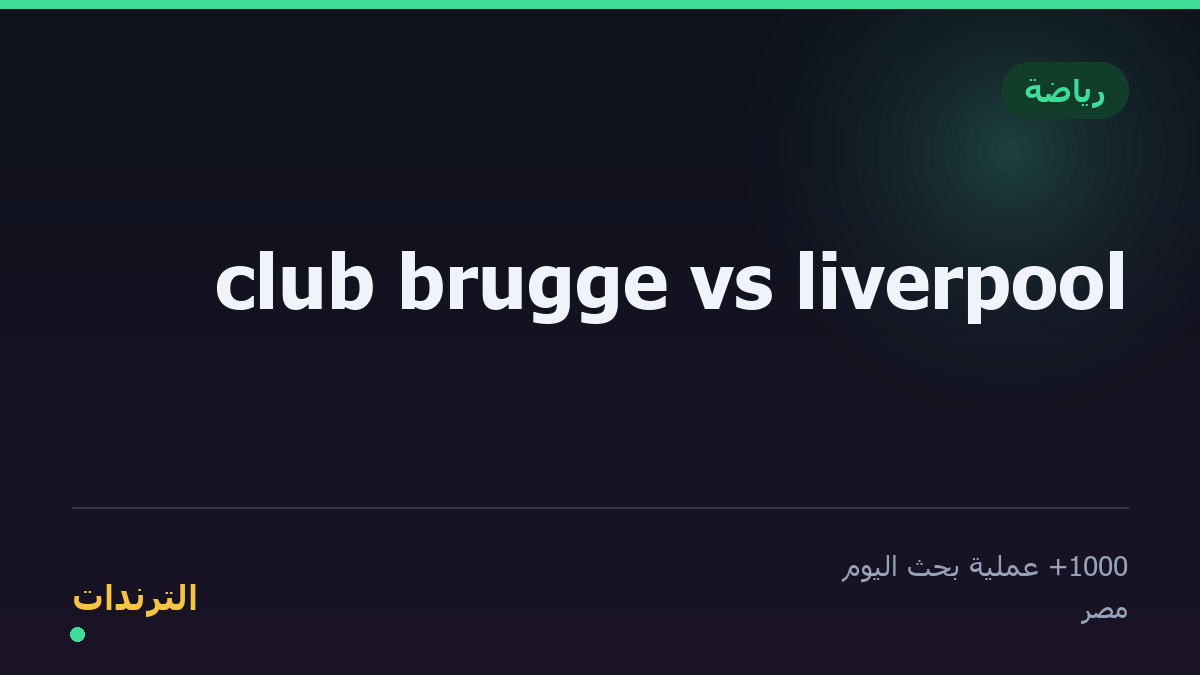 رياضة
club brugge vs liverpool
1000+ عملية بحث اليوم
مصر
الترندات